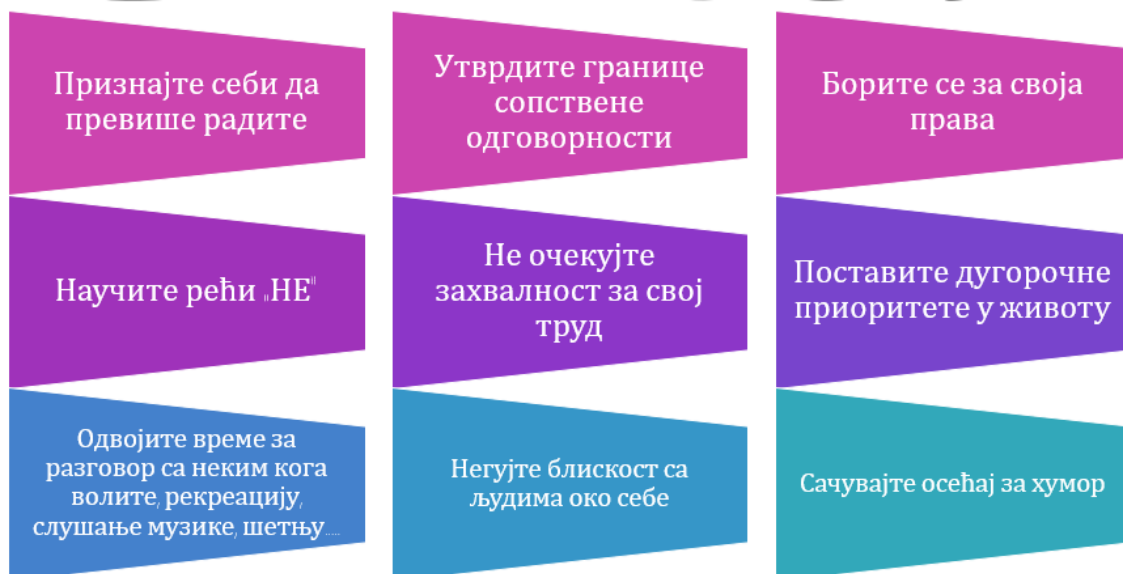 Признајте себи да
превише радите
Утврдите границе
сопствене
одговорности
Борите се за своја
права
Научите рећи „НЕ"
Не очекујте
захвалност за свој
труд
Поставите дугорочне
приоритете у животу
Одвојите време за
разговор са неким кога
волите, рекреацију,
слушање музике, шетњу.....
Негујте блискост са
људима око себе
Сачувајте осећај за хумор